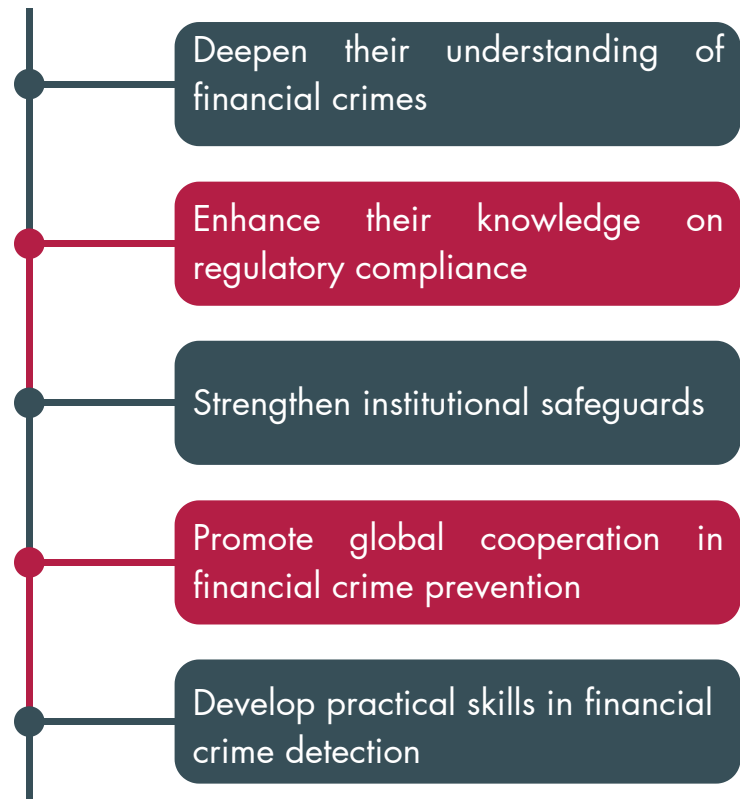 Deepen their understanding of
financial crimes
Enhance their knowledge on
regulatory compliance
Strengthen institutional safeguards
Promote global cooperation in
financial crime prevention
Develop practical skills in financial
crime detection